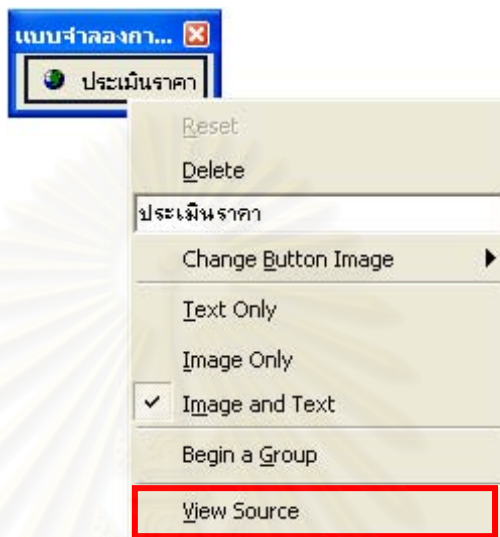 แบบจำลองกา...
ประเมินราคา
Reset
Delete
ประเมินราคา
Change Button Image
Text Only
Image Only
Image and Text
Begin a Group
View Source